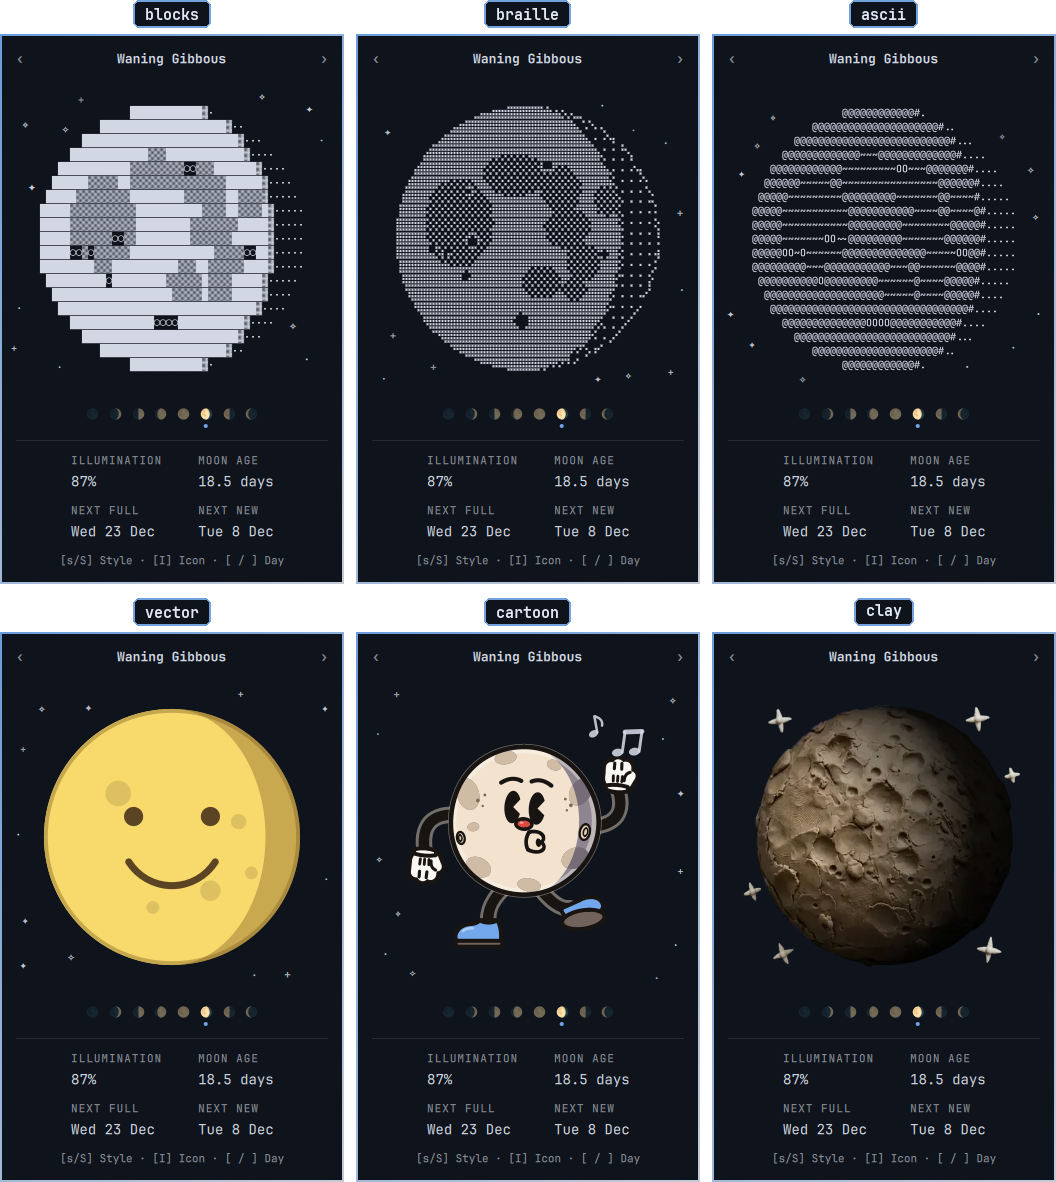 blocks
braille
ascii
‹ Waning Gibbous ›
‹ Waning Gibbous ›
‹ Waning Gibbous ›
ILLUMINATION MOON AGE
87% 18.5 days
NEXT FULL NEXT NEW
Wed 23 Dec Tue 8 Dec
[s/S] Style · [I] Icon · [ / ] Day
ILLUMINATION MOON AGE
87% 18.5 days
NEXT FULL NEXT NEW
Wed 23 Dec Tue 8 Dec
[s/S] Style · [I] Icon · [ / ] Day
ILLUMINATION MOON AGE
87% 18.5 days
NEXT FULL NEXT NEW
Wed 23 Dec Tue 8 Dec
[s/S] Style · [I] Icon · [ / ] Day
vector
cartoon
clay
‹ Waning Gibbous ›
‹ Waning Gibbous ›
‹ Waning Gibbous ›
ILLUMINATION MOON AGE
87% 18.5 days
NEXT FULL NEXT NEW
Wed 23 Dec Tue 8 Dec
[s/S] Style · [I] Icon · [ / ] Day
ILLUMINATION MOON AGE
87% 18.5 days
NEXT FULL NEXT NEW
Wed 23 Dec Tue 8 Dec
[s/S] Style · [I] Icon · [ / ] Day
ILLUMINATION MOON AGE
87% 18.5 days
NEXT FULL NEXT NEW
Wed 23 Dec Tue 8 Dec
[s/S] Style · [I] Icon · [ / ] Day